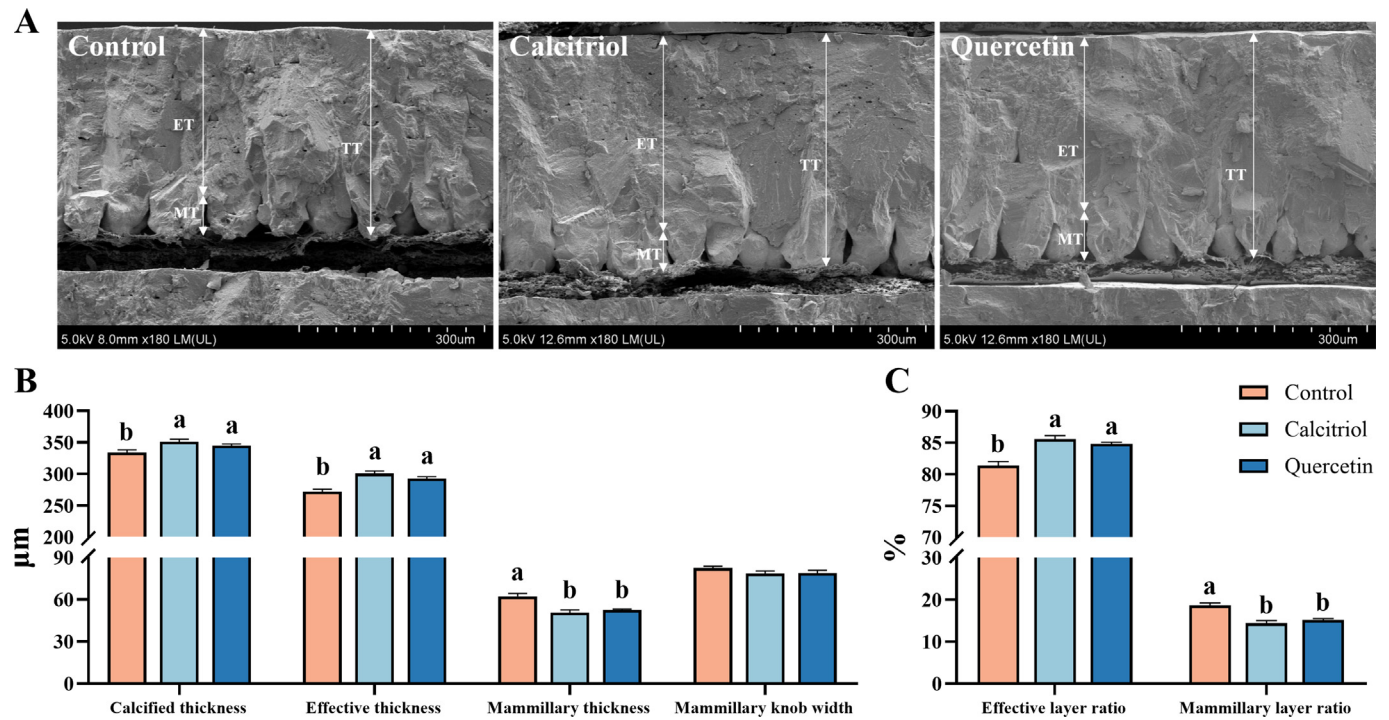 A
Control
ET
TT
MT
5.0kV 8.0mm x180 LM(UL)
300um
Calcitriol
ET
TT
MT
5.0kV 12.6mm x180 LM(UL)
300um
Quercetin
ET
TT
MT
5.0kV 12.6mm x180 LM(UL)
300um
B
µm
400
350
300
250
200
90
60
30
0
b a a
b a a
a b b
Calcified thickness
Effective thickness
Mammillary thickness
Mammillary knob width
C
%
90
85
80
75
70
30
20
10
0
b a a
a b b
Effective layer ratio
Mammillary layer ratio
Control
Calcitriol
Quercetin